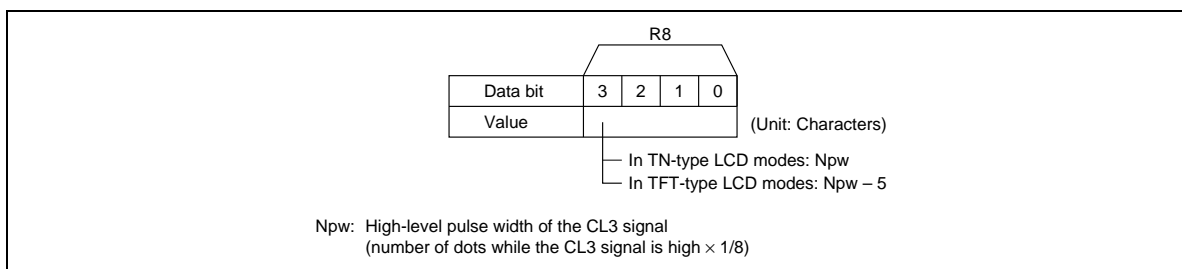 R8
Data bit 3 2 1 0
Value (Unit: Characters)
In TN-type LCD modes: Npw
In TFT-type LCD modes: Npw – 5
Npw: High-level pulse width of the CL3 signal
(number of dots while the CL3 signal is high × 1/8)